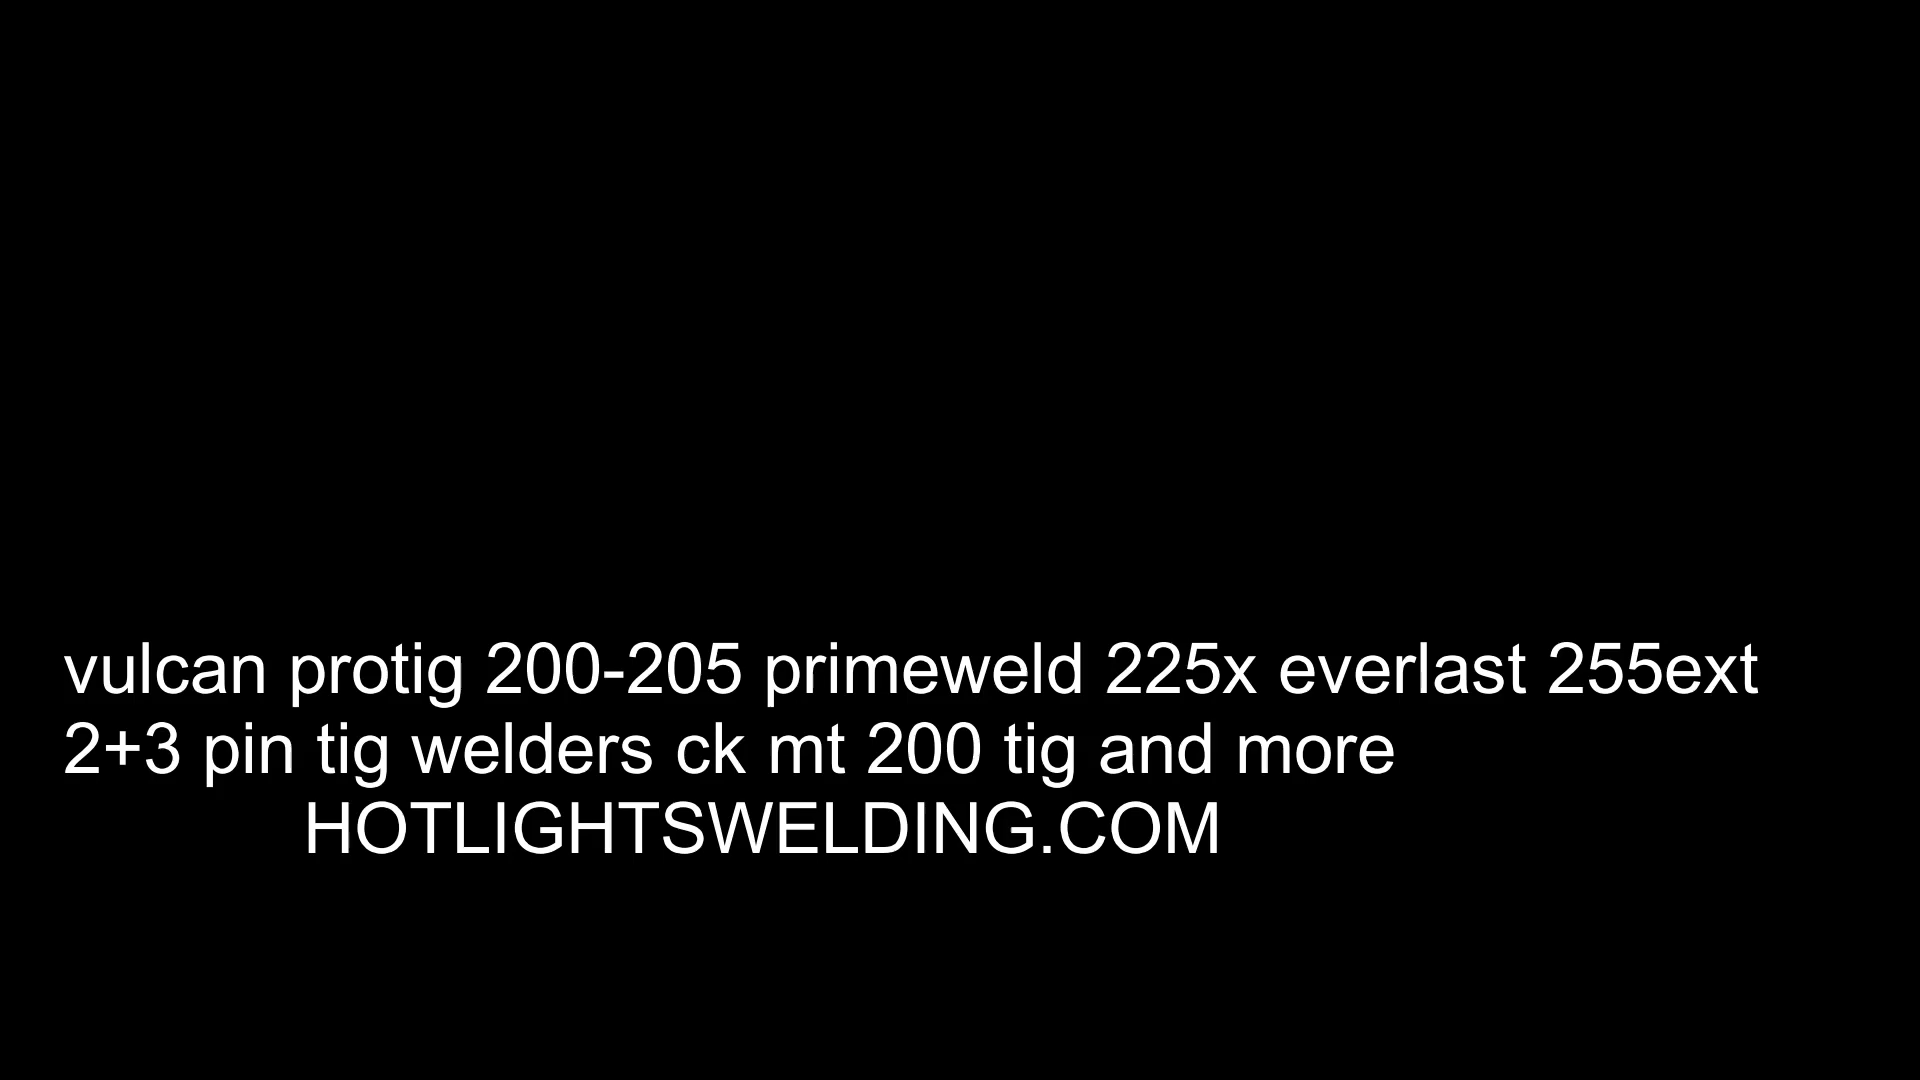 vulcan protig 200-205 primeweld 225x everlast 255ext
2+3 pin tig welders ck mt 200 tig and more
HOTLIGHTSWELDING.COM